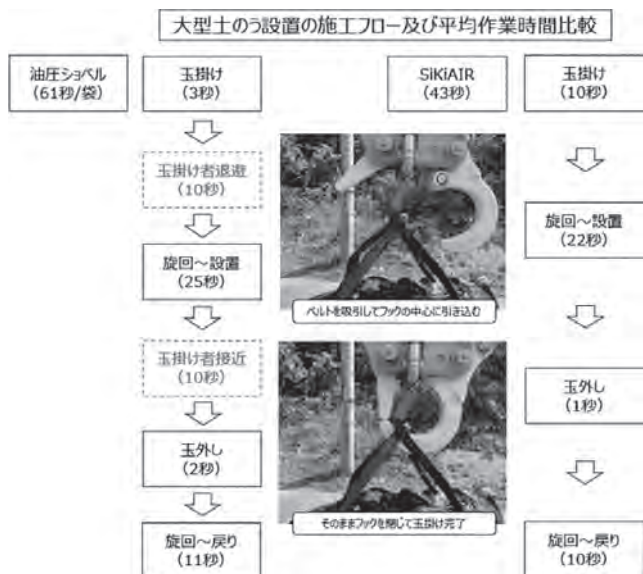 大型土のう設置の施工フロー及び平均作業時間比較
油圧ショベル
(61秒/袋)
玉掛け
(3秒)
玉掛け者退避
(10秒)
旋回～設置
(25秒)
玉掛け者接近
(10秒)
玉外し
(2秒)
旋回～戻り
(11秒)
SiKiAIR
(43秒)
ベルトを吸引してフックの中心に引き込む
そのままフックを閉じて玉掛け完了
玉掛け
(10秒)
旋回～設置
(22秒)
玉外し
(1秒)
旋回～戻り
(10秒)